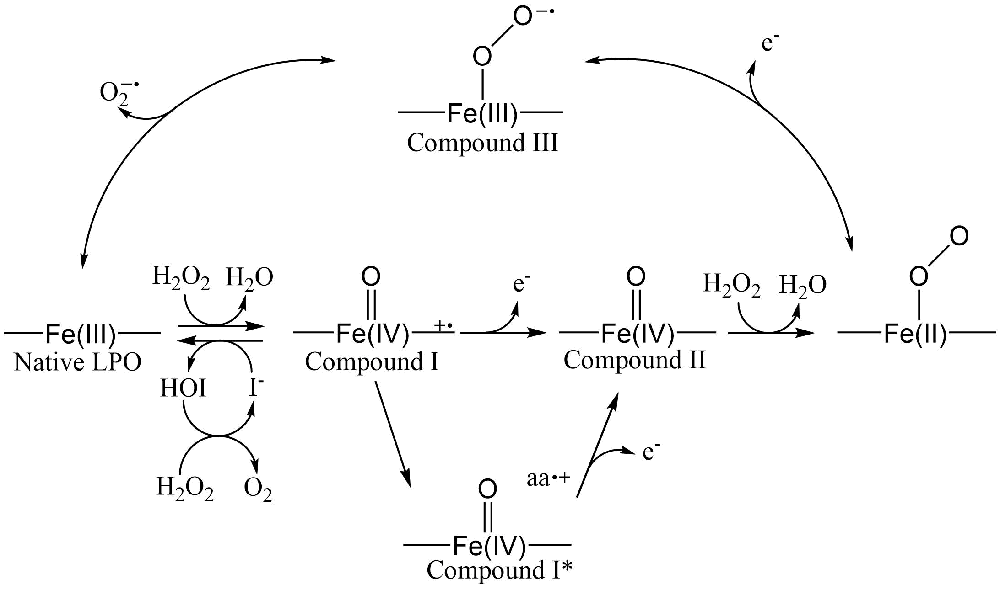 O−•
O
e-
O2−•
Fe(III)
Compound III
O
O
H2O2 H2O
O
e-
O
H2O2 H2O
Fe(III)
Fe(IV)
+•
Fe(IV)
Fe(II)
Native LPO
Compound I
Compound II
HOI
I-
e-
H2O2
O2
O
aa•+
Fe(IV)
Compound I*